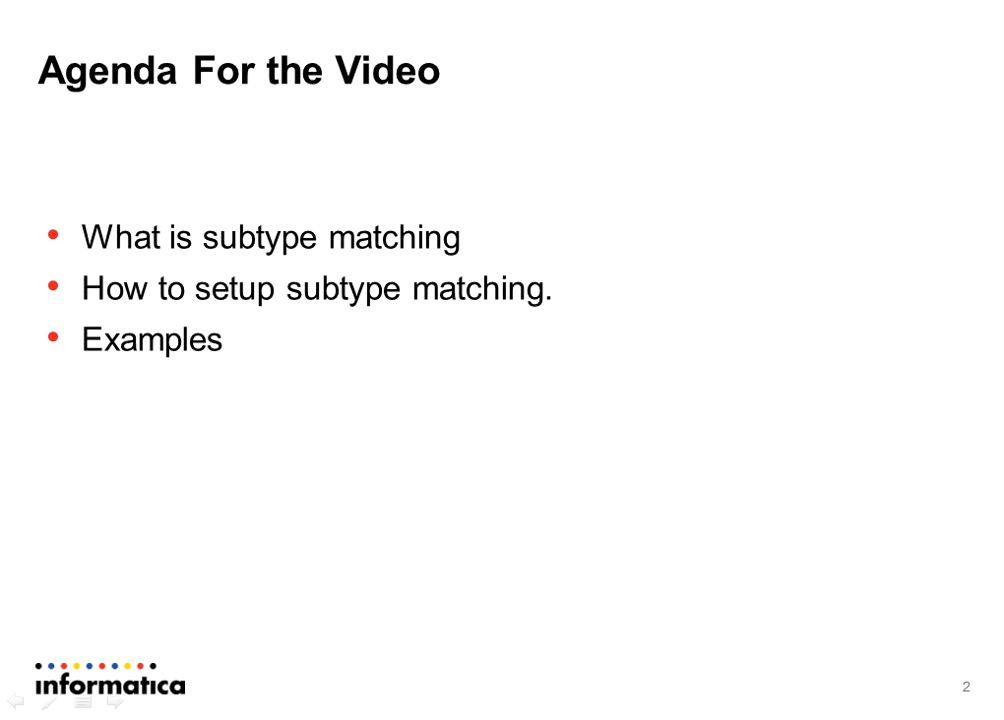 Agenda For the Video
What is subtype matching
How to setup subtype matching.
Examples
informatica
2